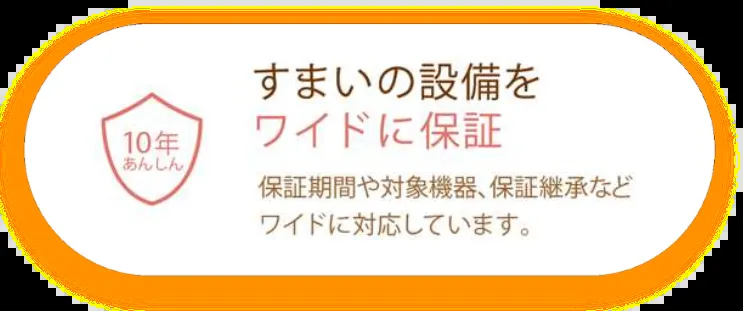 10年
あんしん
すまいの設備を
ワイドに保証
保証期間や対象機器、保証継承など
ワイドに対応しています。